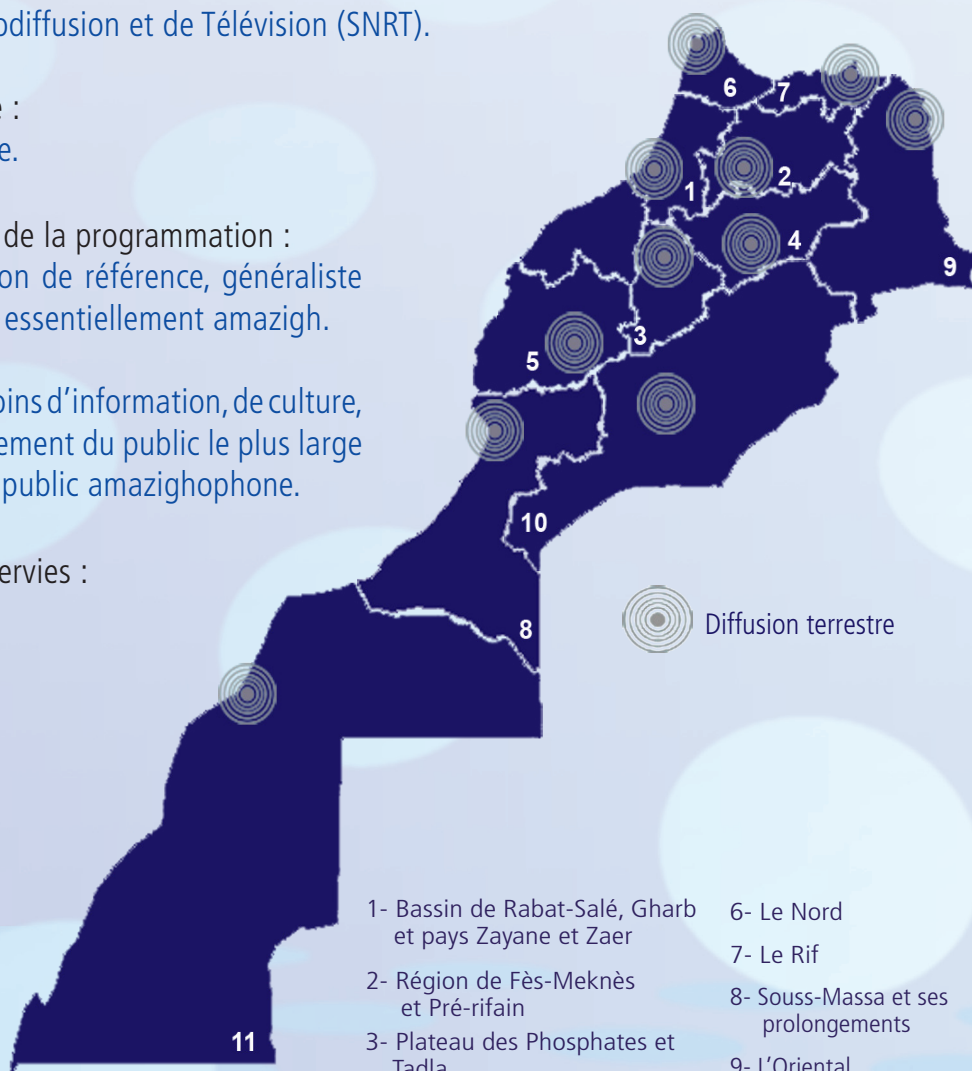 odiffusion et de Télévision (SNRT).
e :
e.
de la programmation :
on de référence, généraliste
essentiellement amazigh.
oins d’information, de culture,
ement du public le plus large
public amazighophone.
ervies :
6
7
1
2
4
9
3
5
10
8
11
Diffusion terrestre
1- Bassin de Rabat-Salé, Gharb
et pays Zayane et Zaer
2- Région de Fès-Meknès
et Pré-rifain
3- Plateau des Phosphates et
Tadla
6- Le Nord
7- Le Rif
8- Souss-Massa et ses
prolongements
9- L’Oriental